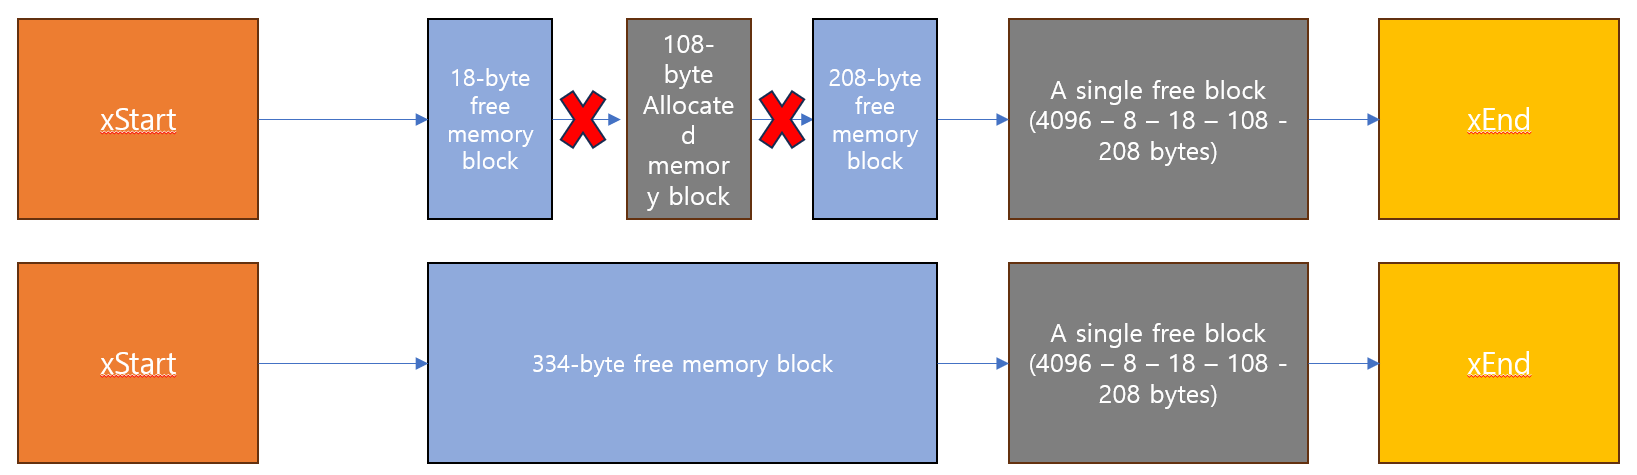 xStart
18-byte
free
memory
block
108-
byte
Allocate
d
memor
y block
208-byte
free
memory
block
A single free block
(4096 – 8 – 18 – 108 -
208 bytes)
xEnd
xStart
334-byte free memory block
A single free block
(4096 – 8 – 18 – 108 -
208 bytes)
xEnd